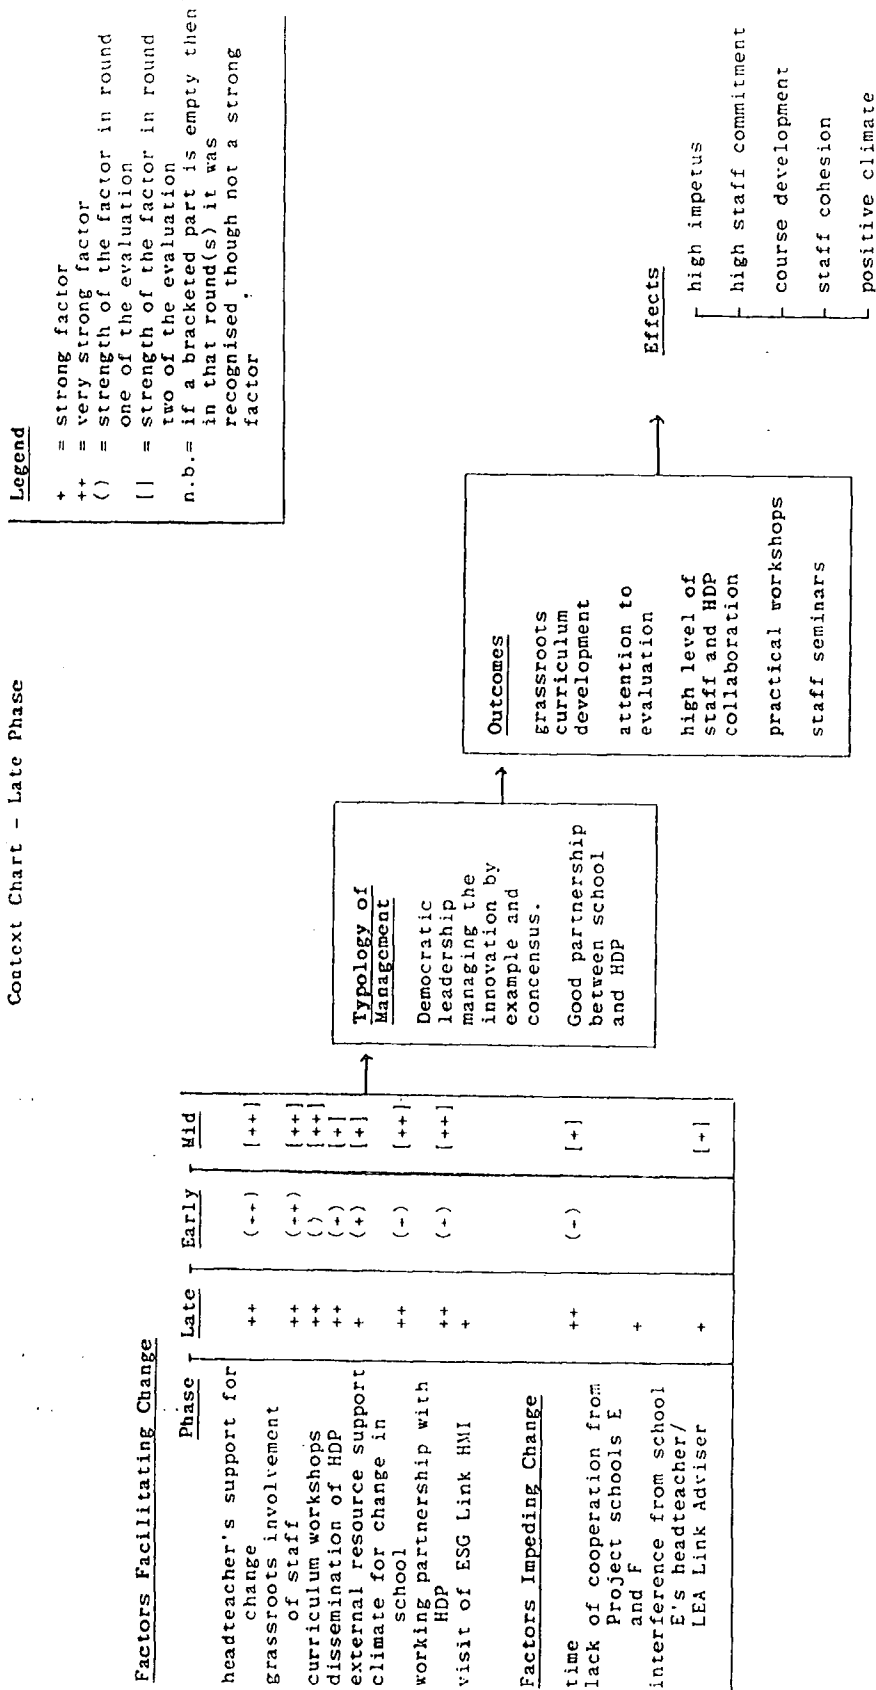 Context Chart - Late Phase
Legend
+ = strong factor
++ = very strong factor
() = strength of the factor in round
one of the evaluation
[] = strength of the factor in round
two of the evaluation
n.b.= if a bracketed part is empty then
in that round(s) it was
recognised though not a strong
factor
Factors Facilitating Change
Phase Late Early Mid
headteacher's support for
change ++ (++) [++]
grassroots involvement
of staff ++ (++) [++]
curriculum workshops ++ () [++]
dissemination of HDP ++ (+) [+]
external resource support + (+) [+]
climate for change in
school ++ (+) [++]
working partnership with
HDP ++ (+) [++]
visit of ESG Link HMI +
Factors Impeding Change
time ++ (+) [+]
lack of cooperation from
Project schools E
and F +
interference from school
E's headteacher/
LEA Link Adviser + [+]
Typology of
Management
Democratic
leadership
managing the
innovation by
example and
concensus.
Good partnership
between school
and HDP
Outcomes
grassroots
curriculum
development
attention to
evaluation
high level of
staff and HDP
collaboration
practical workshops
staff seminars
Effects
high impetus
high staff commitment
course development
staff cohesion
positive climate